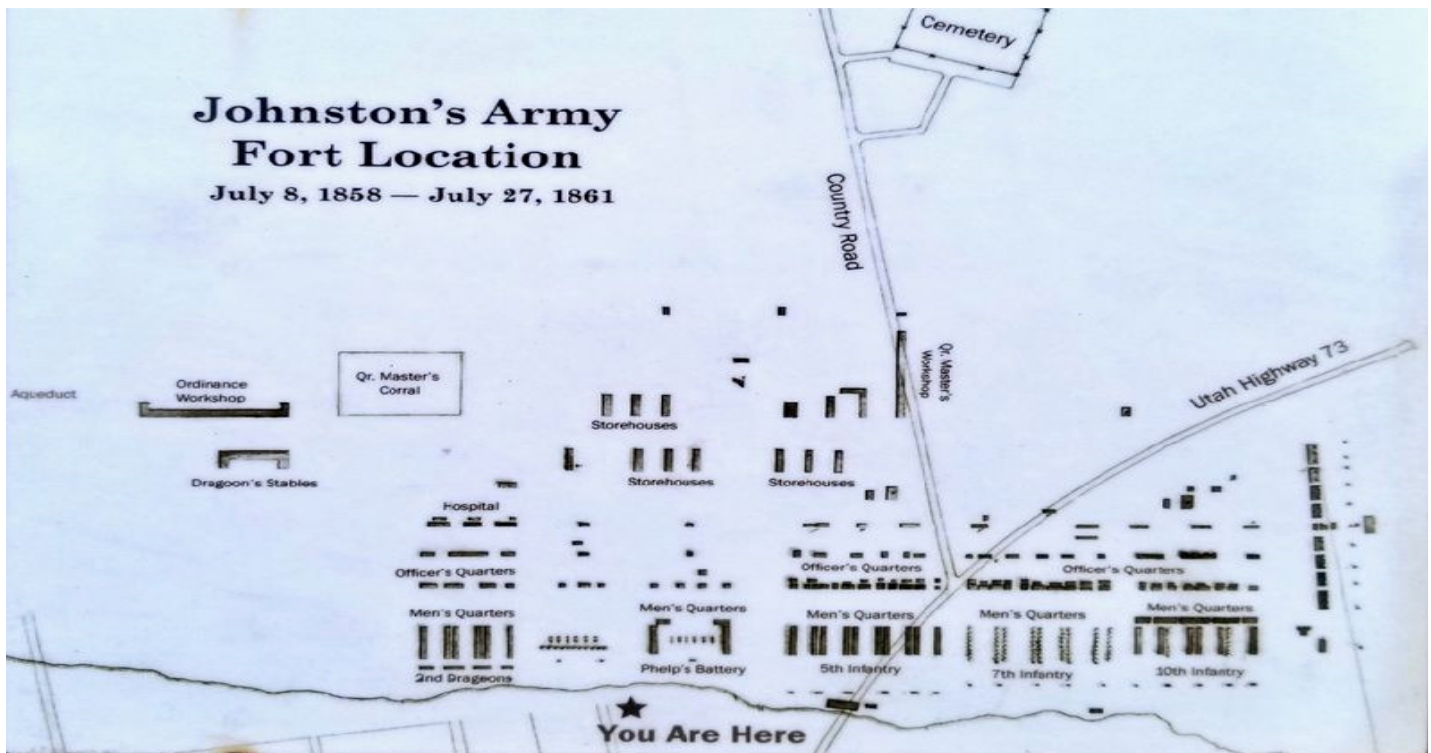 Cemetery
Johnston's Army
Fort Location
July 8, 1858 — July 27, 1861
Country Road
Qr. Master's
Workshop
Utah Highway 73
Aqueduct
Ordinance
Workshop
Qr. Master's
Corral
Storehouses
Dragoon's Stables
Storehouses
Storehouses
Hospital
Officer's Quarters
Officer's Quarters
Officer's Quarters
Men's Quarters
Men's Quarters
Men's Quarters
Men's Quarters
Men's Quarters
2nd Drageons
Phelp's Battery
5th Infantry
7th Infantry
10th Infantry
You Are Here